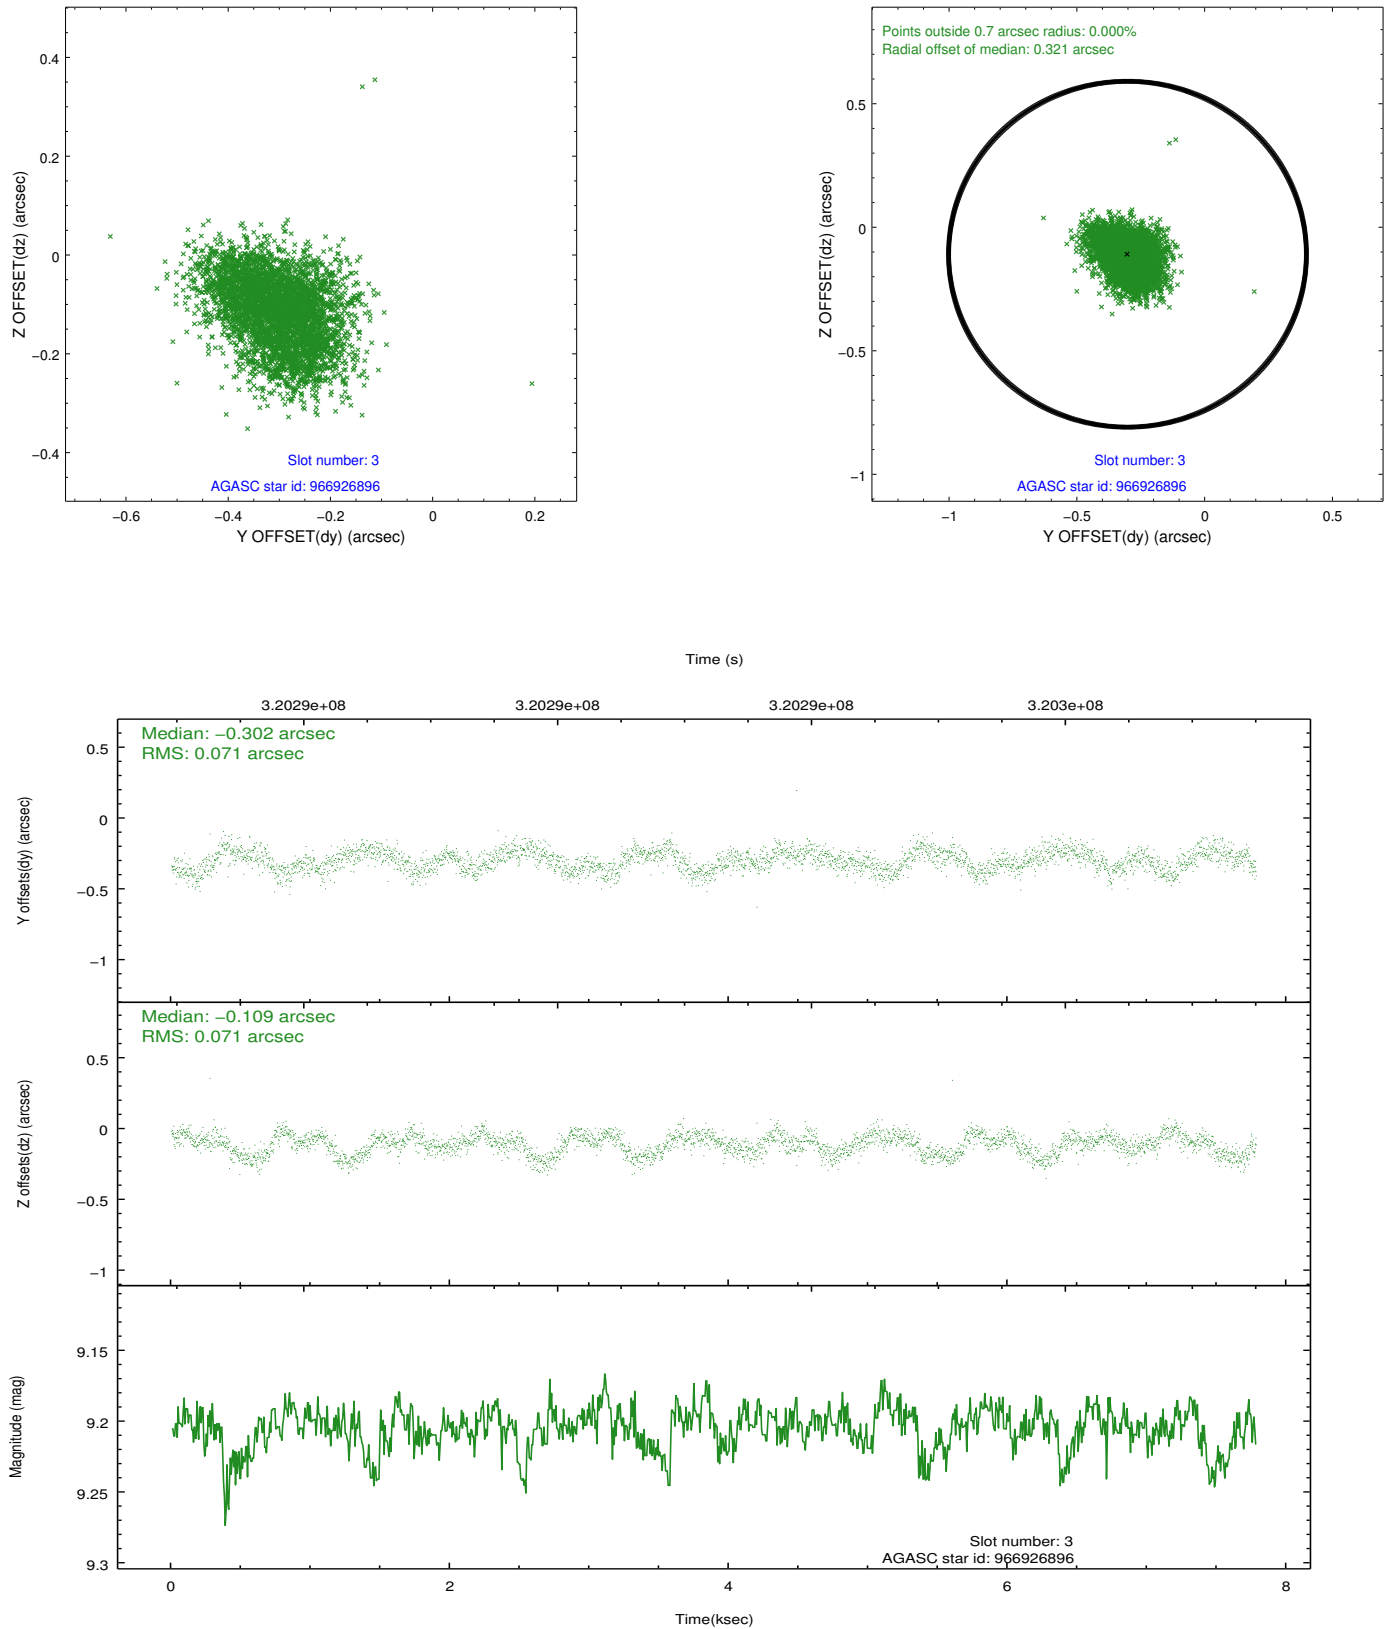 0.4
0.2
0
−0.2
−0.4
Z OFFSET(dz) (arcsec)
Slot number: 3
AGASC star id: 966926896
−0.6 −0.4 −0.2 0 0.2
Y OFFSET(dy) (arcsec)
Points outside 0.7 arcsec radius: 0.000%
Radial offset of median: 0.321 arcsec
0.5
0
−0.5
−1
Z OFFSET(dz) (arcsec)
Slot number: 3
AGASC star id: 966926896
−1 −0.5 0 0.5
Y OFFSET(dy) (arcsec)
Time (s)
3.2029e+08 3.2029e+08 3.2029e+08 3.203e+08
Median: −0.302 arcsec
RMS: 0.071 arcsec
0.5
0
−0.5
−1
Y offsets(dy) (arcsec)
Median: −0.109 arcsec
RMS: 0.071 arcsec
0.5
0
−0.5
−1
Z offsets(dz) (arcsec)
9.15
9.2
9.25
9.3
Magnitude (mag)
Slot number: 3
AGASC star id: 966926896
0 2 4 6 8
Time(ksec)